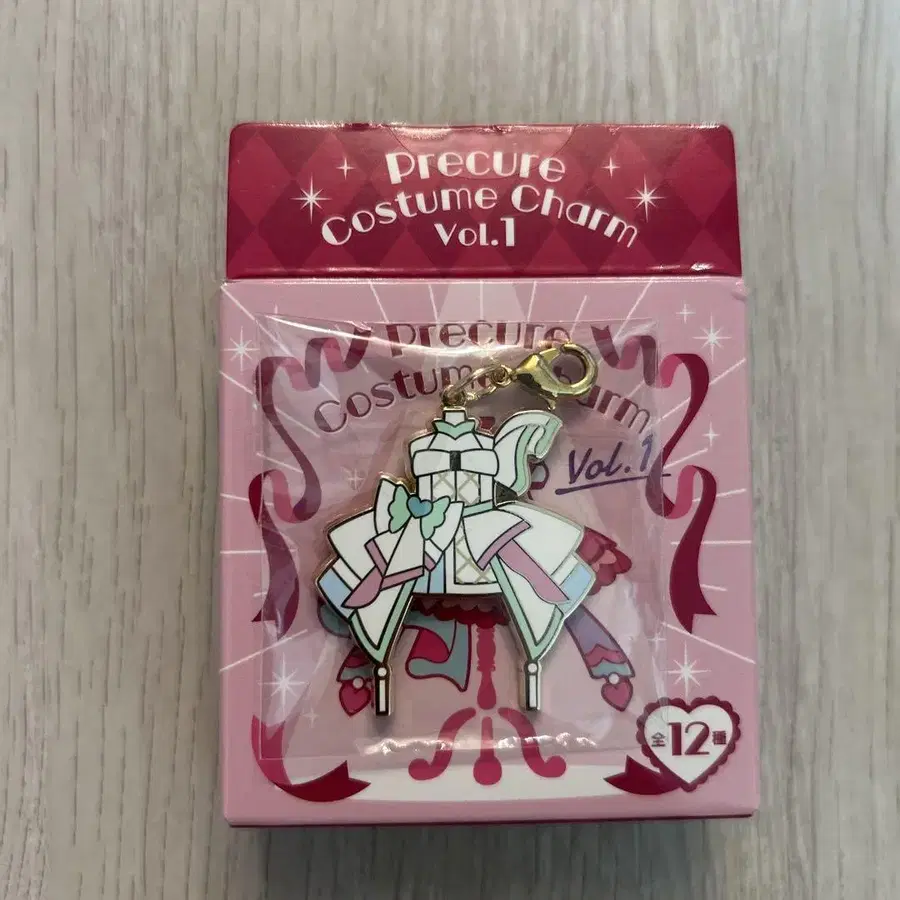 Precure
Costume Charm
Vol.1
Precure
Costume Charm
Vol.1
全12種